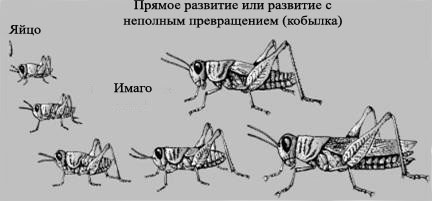 Прямое развитие или развитие с
неполным превращением (кобылка)
Яйцо
Имаго